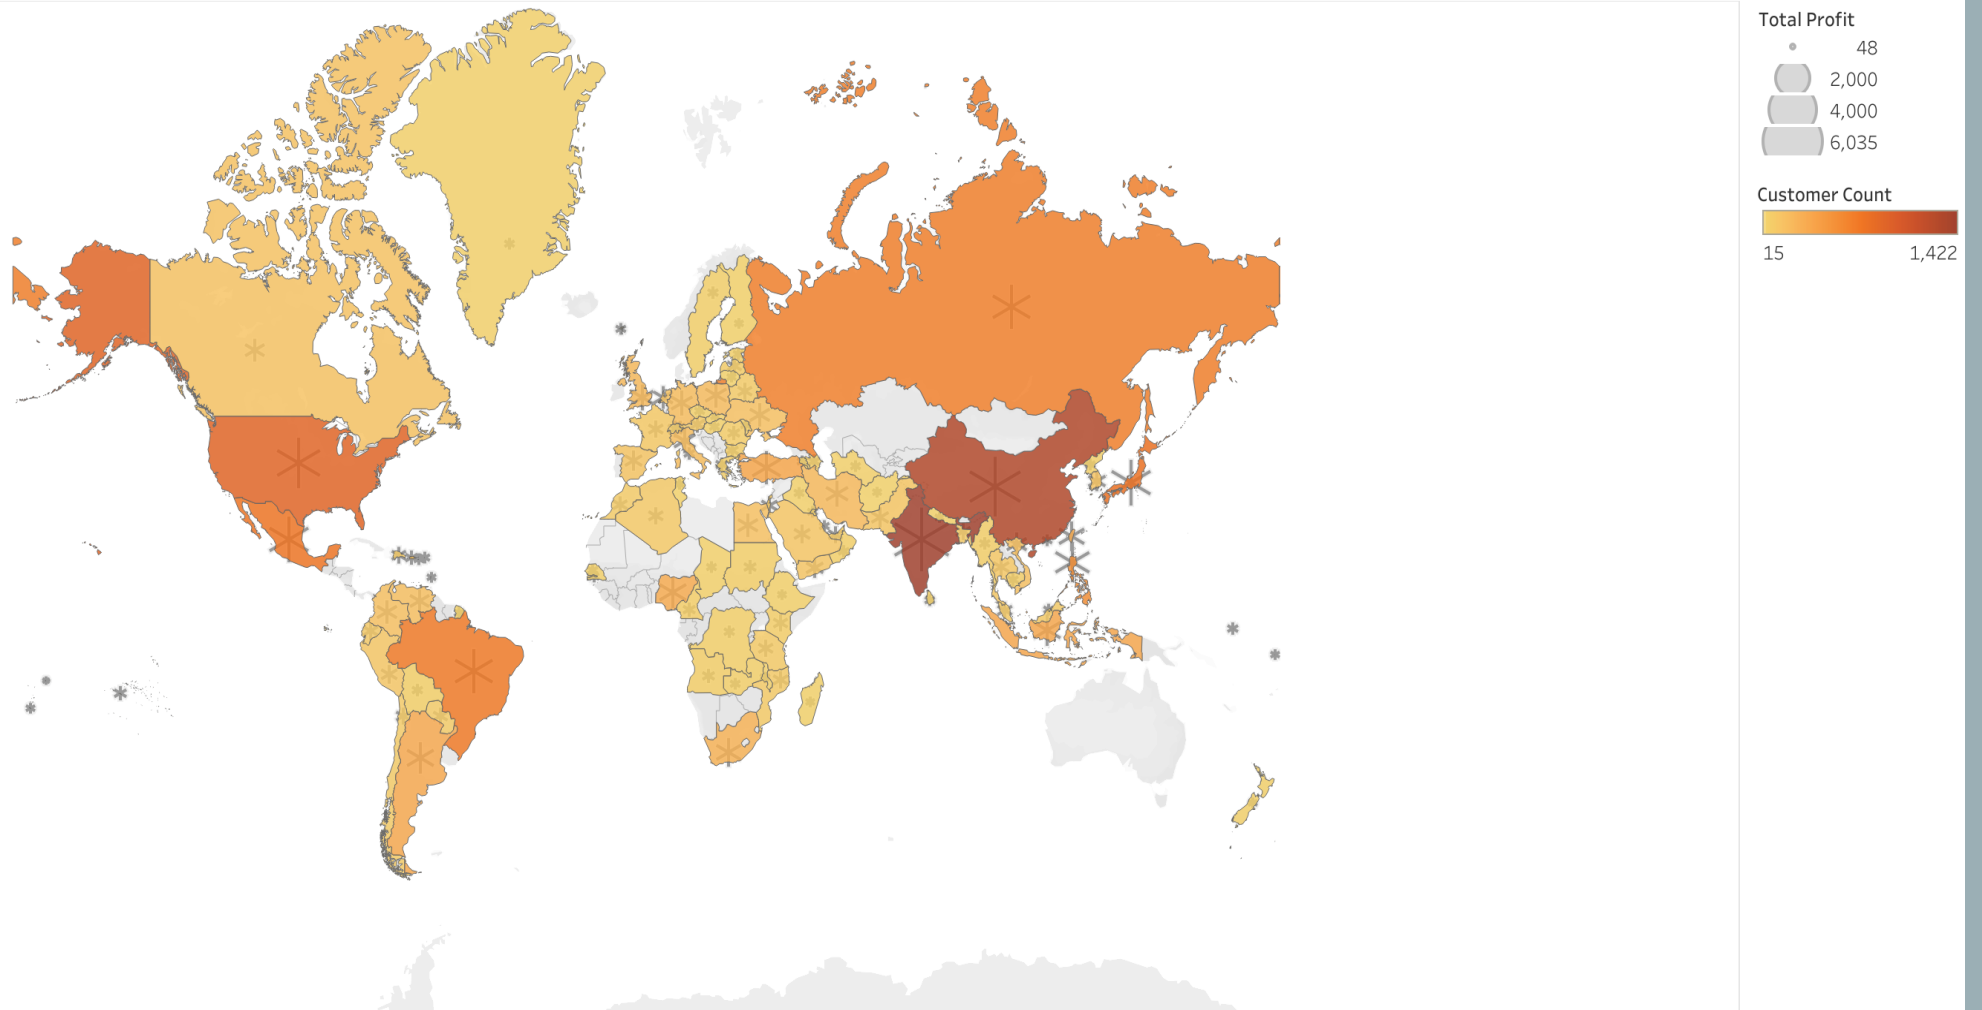 Total Profit
48
2,000
4,000
6,035
Customer Count
15 1,422